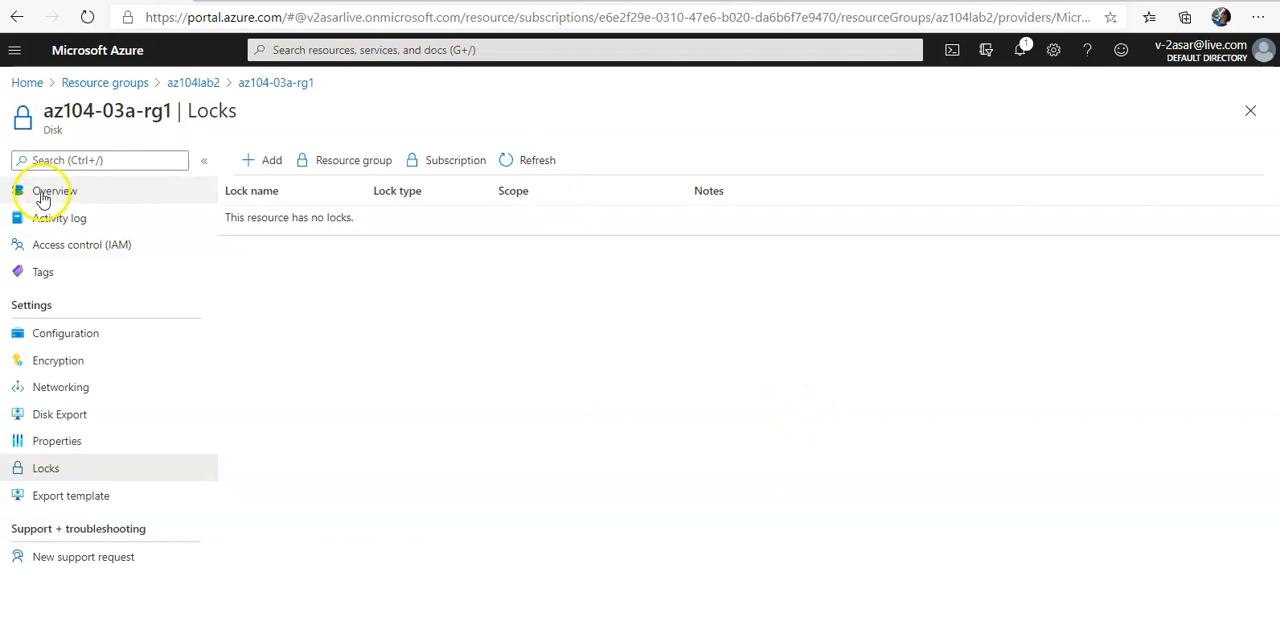 https://portal.azure.com/#@v2asarlive.onmicrosoft.com/resource/subscriptions/e6e2f29e-0310-47e6-b020-da6b6f7e9470/resourceGroups/az104lab2/providers/Micr...
Microsoft Azure
Search resources, services, and docs (G+/)
1
v-2asar@live.com
DEFAULT DIRECTORY
Home > Resource groups > az104lab2 > az104-03a-rg1
az104-03a-rg1 | Locks
Disk
Search (Ctrl+/)
«
Add Resource group Subscription Refresh
Overview
Activity log
Access control (IAM)
Tags
Settings
Configuration
Encryption
Networking
Disk Export
Properties
Locks
Export template
Support + troubleshooting
New support request
Lock name Lock type Scope Notes
This resource has no locks.